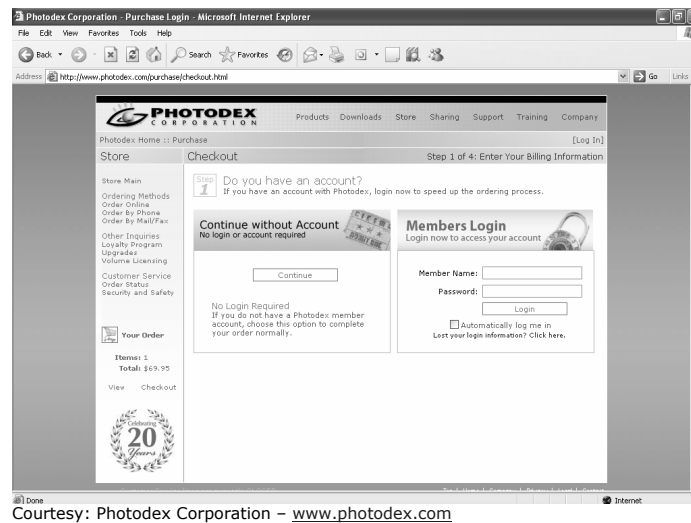 Photodex Corporation - Purchase Login - Microsoft Internet Explorer
File Edit View Favorites Tools Help
Back Search Favorites
Address http://www.photodex.com/purchase/checkout.html Go Links
PHOTODEX
CORPORATION
Products Downloads Store Sharing Support Training Company
Photodex Home :: Purchase [Log In]
Store
Checkout Step 1 of 4: Enter Your Billing Information
Store Main
Ordering Methods
Order Online
Order By Phone
Order By Mail/Fax
Other Inquiries
Loyalty Program
Upgrades
Volume Licensing
Customer Service
Order Status
Security and Safety
Your Order
Items: 1
Total: $69.95
View Checkout
Celebrating
20
Years
Step
1
Do you have an account?
If you have an account with Photodex, login now to speed up the ordering process.
Continue without Account
No login or account required
Continue
No Login Required
If you do not have a Photodex member
account, choose this option to complete
your order normally.
Members Login
Login now to access your account
Member Name:
Password:
Login
Automatically log me in
Lost your login information? Click here.
Done Internet
Courtesy: Photodex Corporation – www.photodex.com